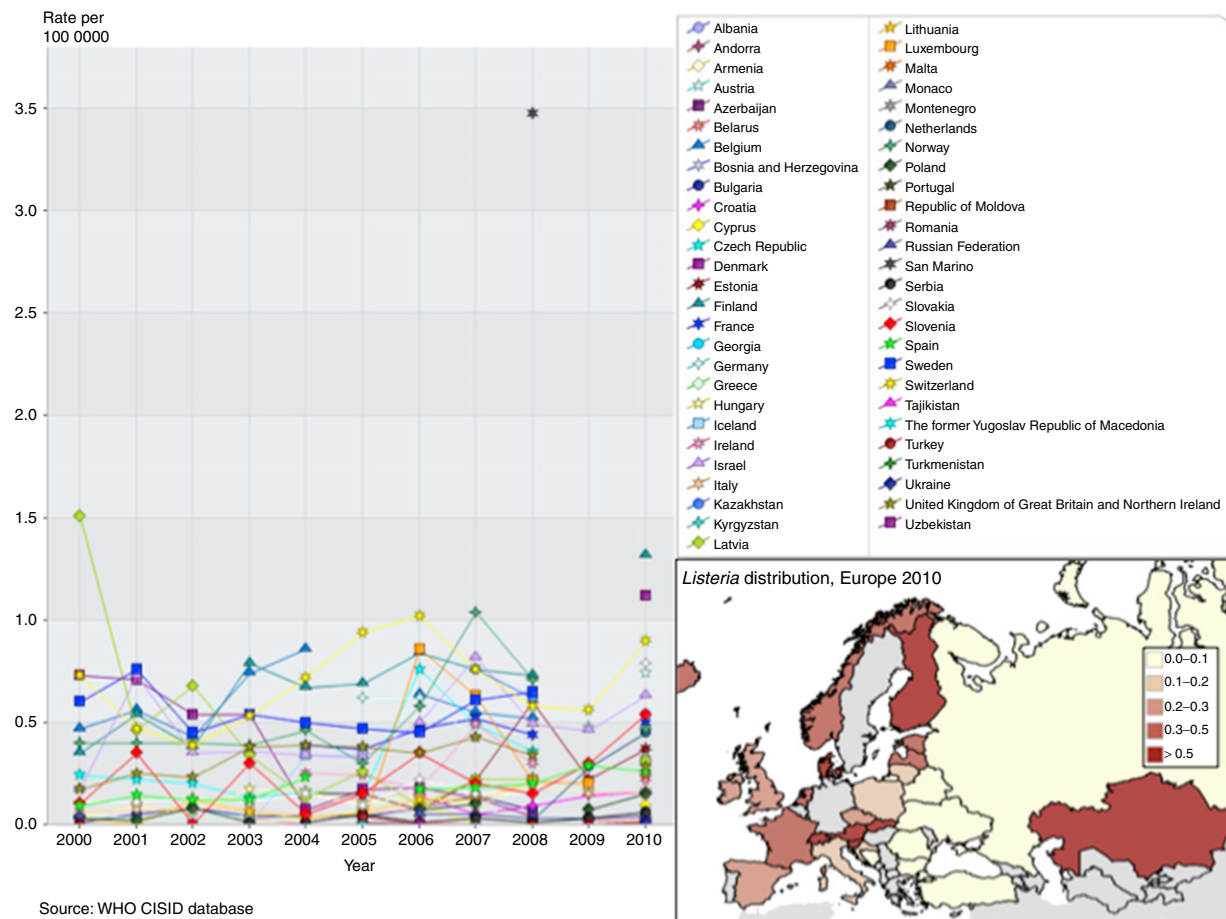 Rate per
100 0000
3.5
3.0
2.5
2.0
1.5
1.0
0.5
0.0
2000 2001 2002 2003 2004 2005 2006 2007 2008 2009 2010
Year
Source: WHO CISID database
Albania
Andorra
Armenia
Austria
Azerbaijan
Belarus
Belgium
Bosnia and Herzegovina
Bulgaria
Croatia
Cyprus
Czech Republic
Denmark
Estonia
Finland
France
Georgia
Germany
Greece
Hungary
Iceland
Ireland
Israel
Italy
Kazakhstan
Kyrgyzstan
Latvia
Lithuania
Luxembourg
Malta
Monaco
Montenegro
Netherlands
Norway
Poland
Portugal
Republic of Moldova
Romania
Russian Federation
San Marino
Serbia
Slovakia
Slovenia
Spain
Sweden
Switzerland
Tajikistan
The former Yugoslav Republic of Macedonia
Turkey
Turkmenistan
Ukraine
United Kingdom of Great Britain and Northern Ireland
Uzbekistan
Listeria distribution, Europe 2010
0.0–0.1
0.1–0.2
0.2–0.3
0.3–0.5
> 0.5